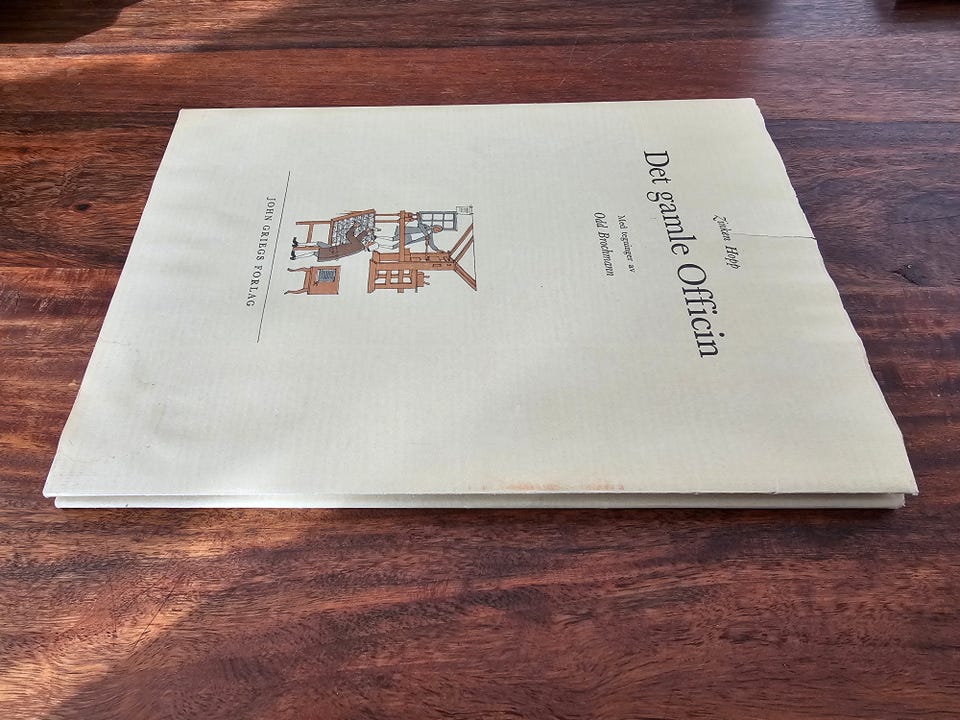 Zinken Hopp
Det gamle Officin
Med tegninger av
Odd Brochmann
JOHN GRIEGS FORLAG